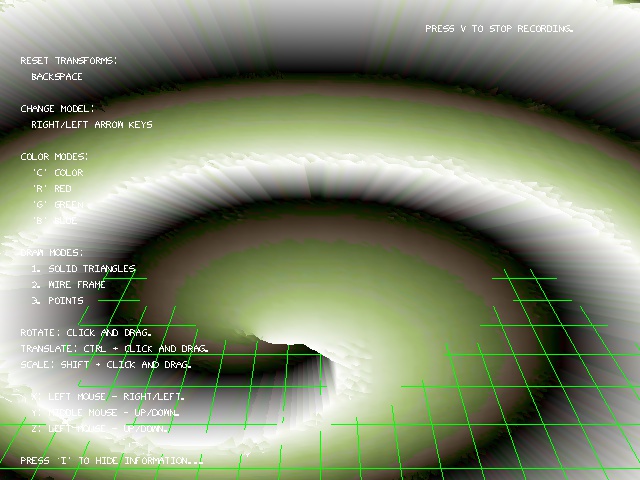 PRESS V TO STOP RECORDING.
RESET TRANSFORMS:
BACKSPACE
CHANGE MODEL:
RIGHT/LEFT ARROW KEYS
COLOR MODES:
'C' COLOR
'R' RED
'G' GREEN
'B'
DRAW MODES:
1. SOLID TRIANGLES
2. WIRE FRAME
3. POINTS
ROTATE: CLICK AND DRAG.
TRANSLATE: CTRL + CLICK AND DRAG.
SCALE: SHIFT + CLICK AND DRAG.
X: LEFT MOUSE - RIGHT/LEFT.
Y: MIDDLE MOUSE - UP/DOWN.
Z: LEFT MOUSE - UP/DOWN.
PRESS 'I' TO HIDE INFORMATION...